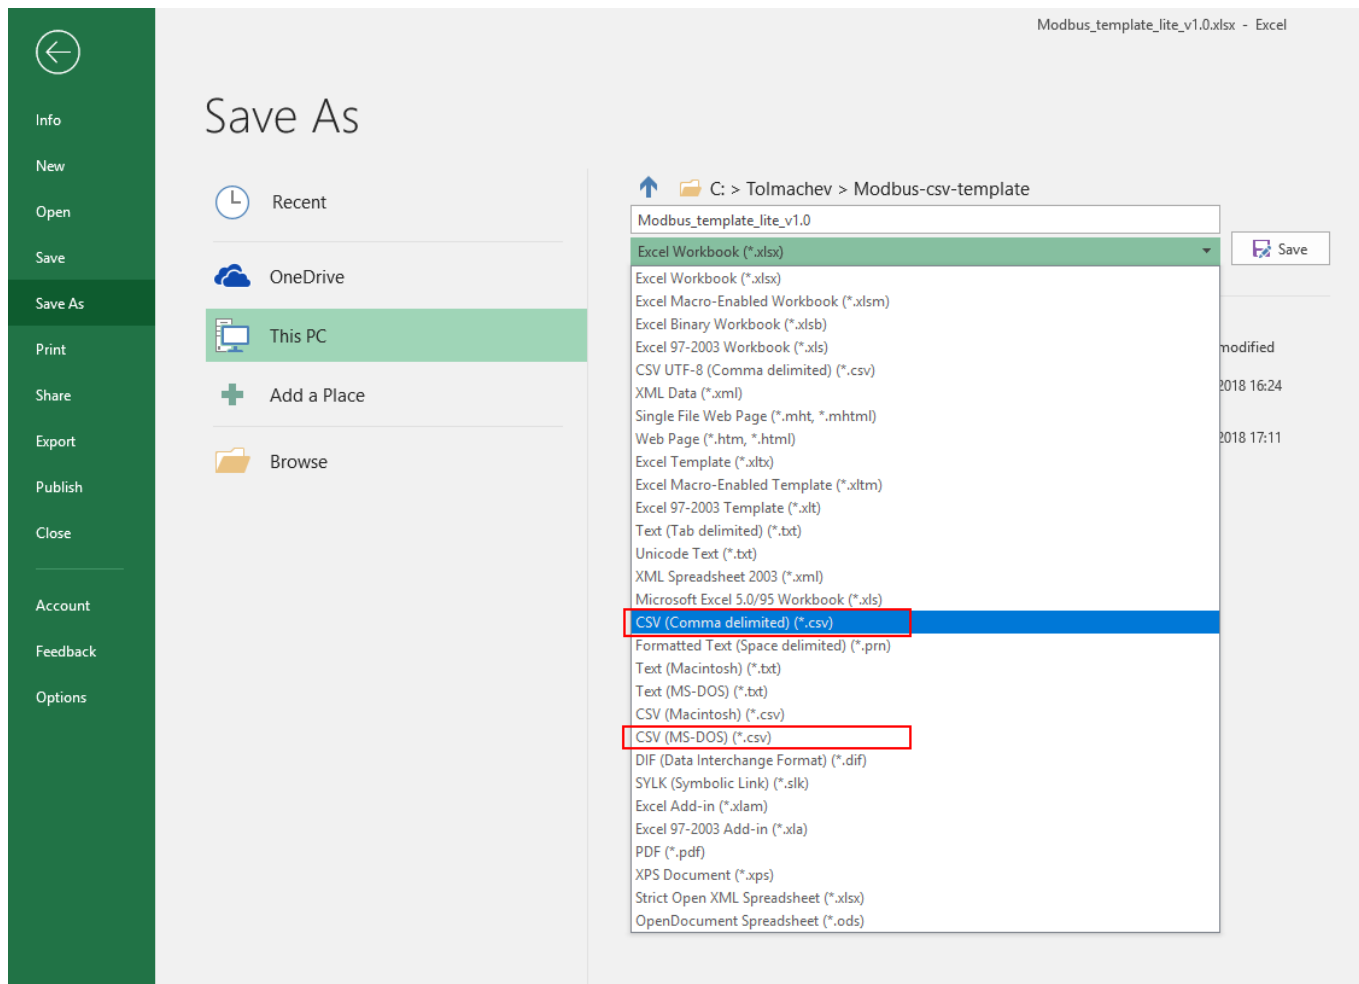 Modbus_template_lite_v1.0.xlsx - Excel
Info
New
Open
Save
Save As
Print
Share
Export
Publish
Close
Account
Feedback
Options
Save As
Recent
OneDrive
This PC
Add a Place
Browse
C: > Tolmachev > Modbus-csv-template
Modbus_template_lite_v1.0
Excel Workbook (*.xlsx)
Save
Excel Workbook (*.xlsx)
Excel Macro-Enabled Workbook (*.xlsm)
Excel Binary Workbook (*.xlsb)
Excel 97-2003 Workbook (*.xls)
CSV UTF-8 (Comma delimited) (*.csv)
XML Data (*.xml)
Single File Web Page (*.mht, *.mhtml)
Web Page (*.htm, *.html)
Excel Template (*.xltx)
Excel Macro-Enabled Template (*.xltm)
Excel 97-2003 Template (*.xlt)
Text (Tab delimited) (*.txt)
Unicode Text (*.txt)
XML Spreadsheet 2003 (*.xml)
Microsoft Excel 5.0/95 Workbook (*.xls)
CSV (Comma delimited) (*.csv)
Formatted Text (Space delimited) (*.prn)
Text (Macintosh) (*.txt)
Text (MS-DOS) (*.txt)
CSV (Macintosh) (*.csv)
CSV (MS-DOS) (*.csv)
DIF (Data Interchange Format) (*.dif)
SYLK (Symbolic Link) (*.slk)
Excel Add-in (*.xlam)
Excel 97-2003 Add-in (*.xla)
PDF (*.pdf)
XPS Document (*.xps)
Strict Open XML Spreadsheet (*.xlsx)
OpenDocument Spreadsheet (*.ods)
modified
2018 16:24
2018 17:11